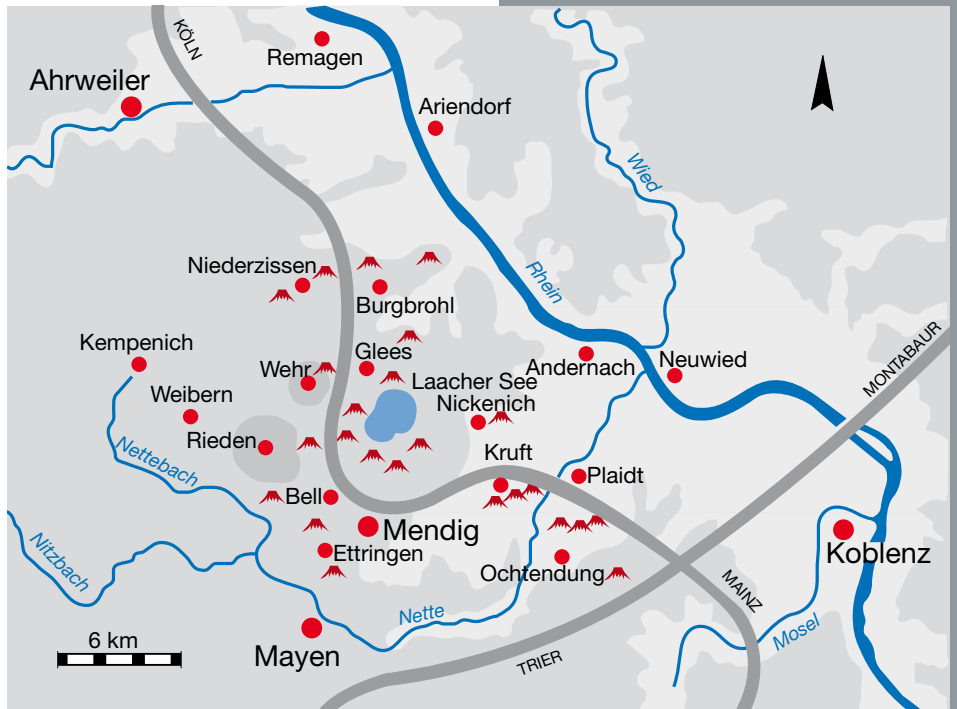 KÖLN
Remagen
Ahrweiler
Ariendorf
Wied
Niederzissen
Rhein
Burgbrohl
Kempenich
Glees
Wehr
Andernach
Neuwied
MONTABAUR
Laacher See
Weibern
Nickenich
Rieden
Kruft
Nettebach
Plaidt
Bell
Mendig
Koblenz
Nitzbach
Ettringen
Ochtendung
MAINZ
Nette
Mosel
6 km
Mayen
TRIER